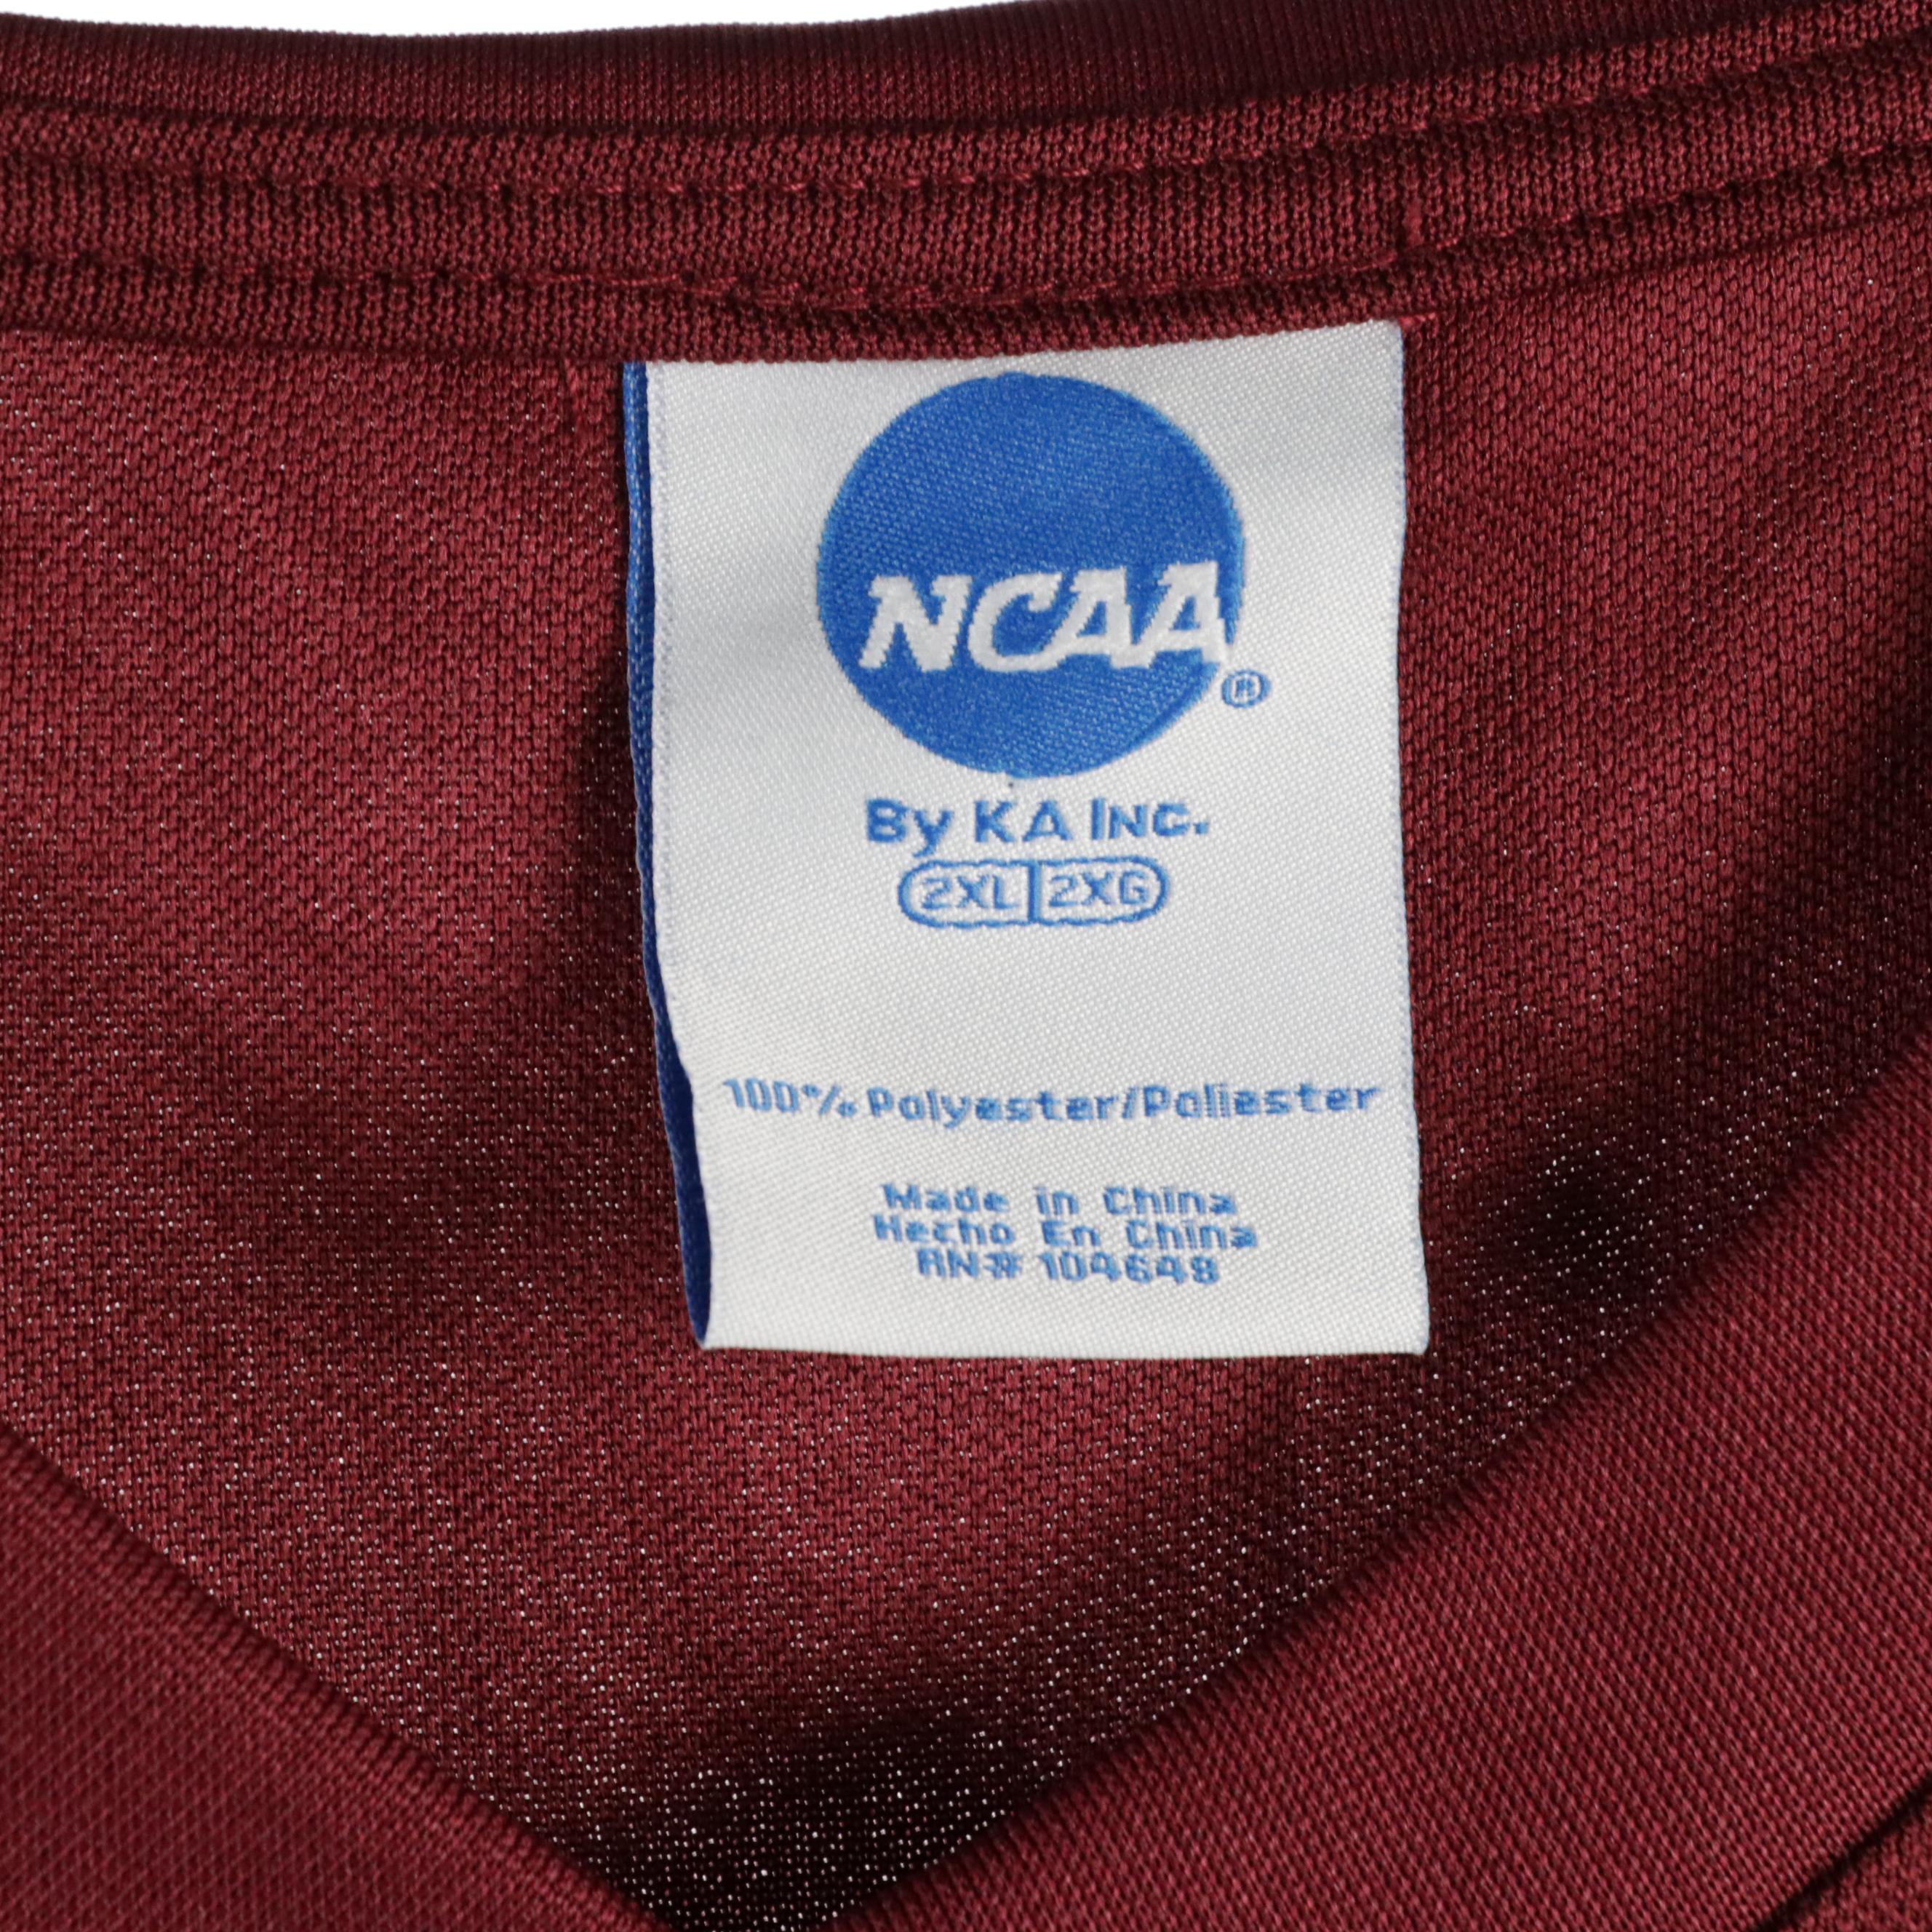 NCAA®
By KA Inc.
2XL 2XG
100% Polyester/Poliester
Made in China
Hecho En China
RN# 104648